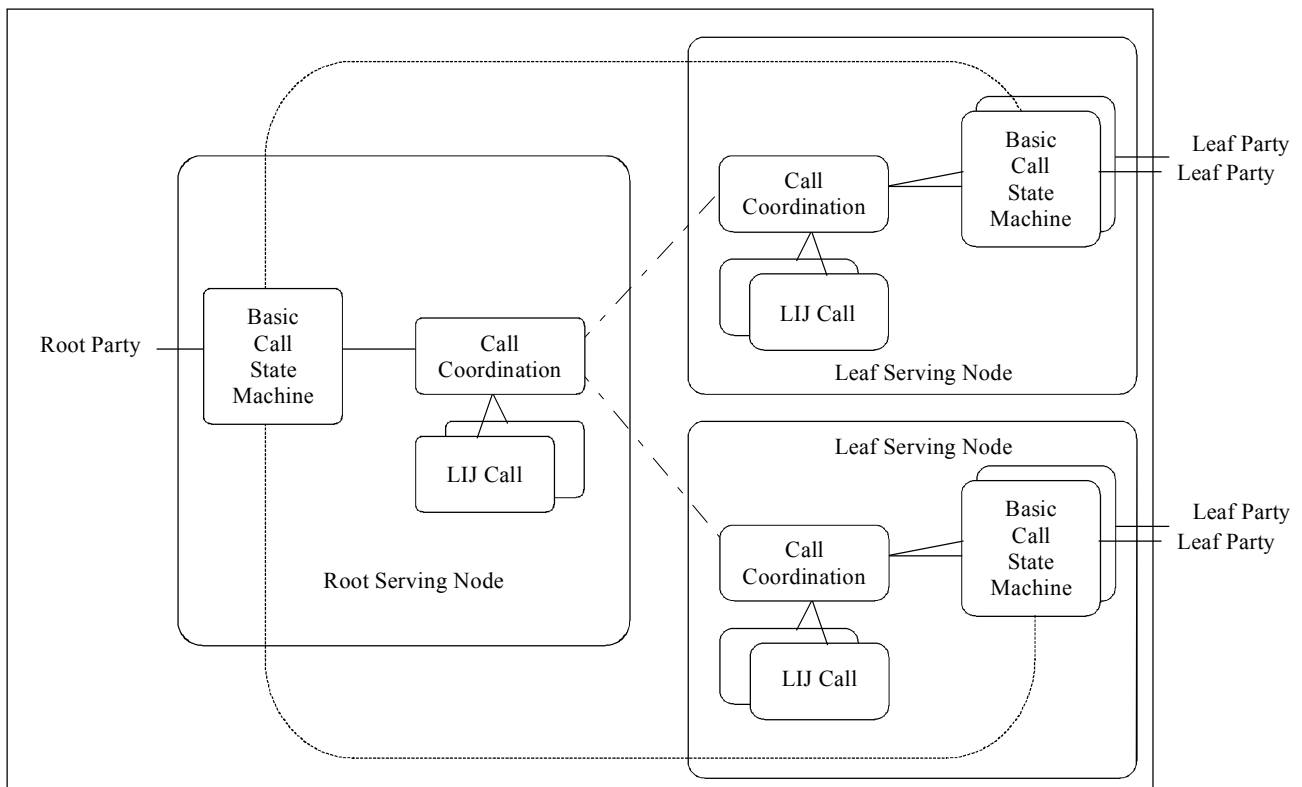 Root Party
Basic
Call
State
Machine
Call
Coordination
LIJ Call
Root Serving Node
Call
Coordination
LIJ Call
Basic
Call
State
Machine
Leaf Party
Leaf Party
Leaf Serving Node
Leaf Serving Node
Call
Coordination
LIJ Call
Basic
Call
State
Machine
Leaf Party
Leaf Party